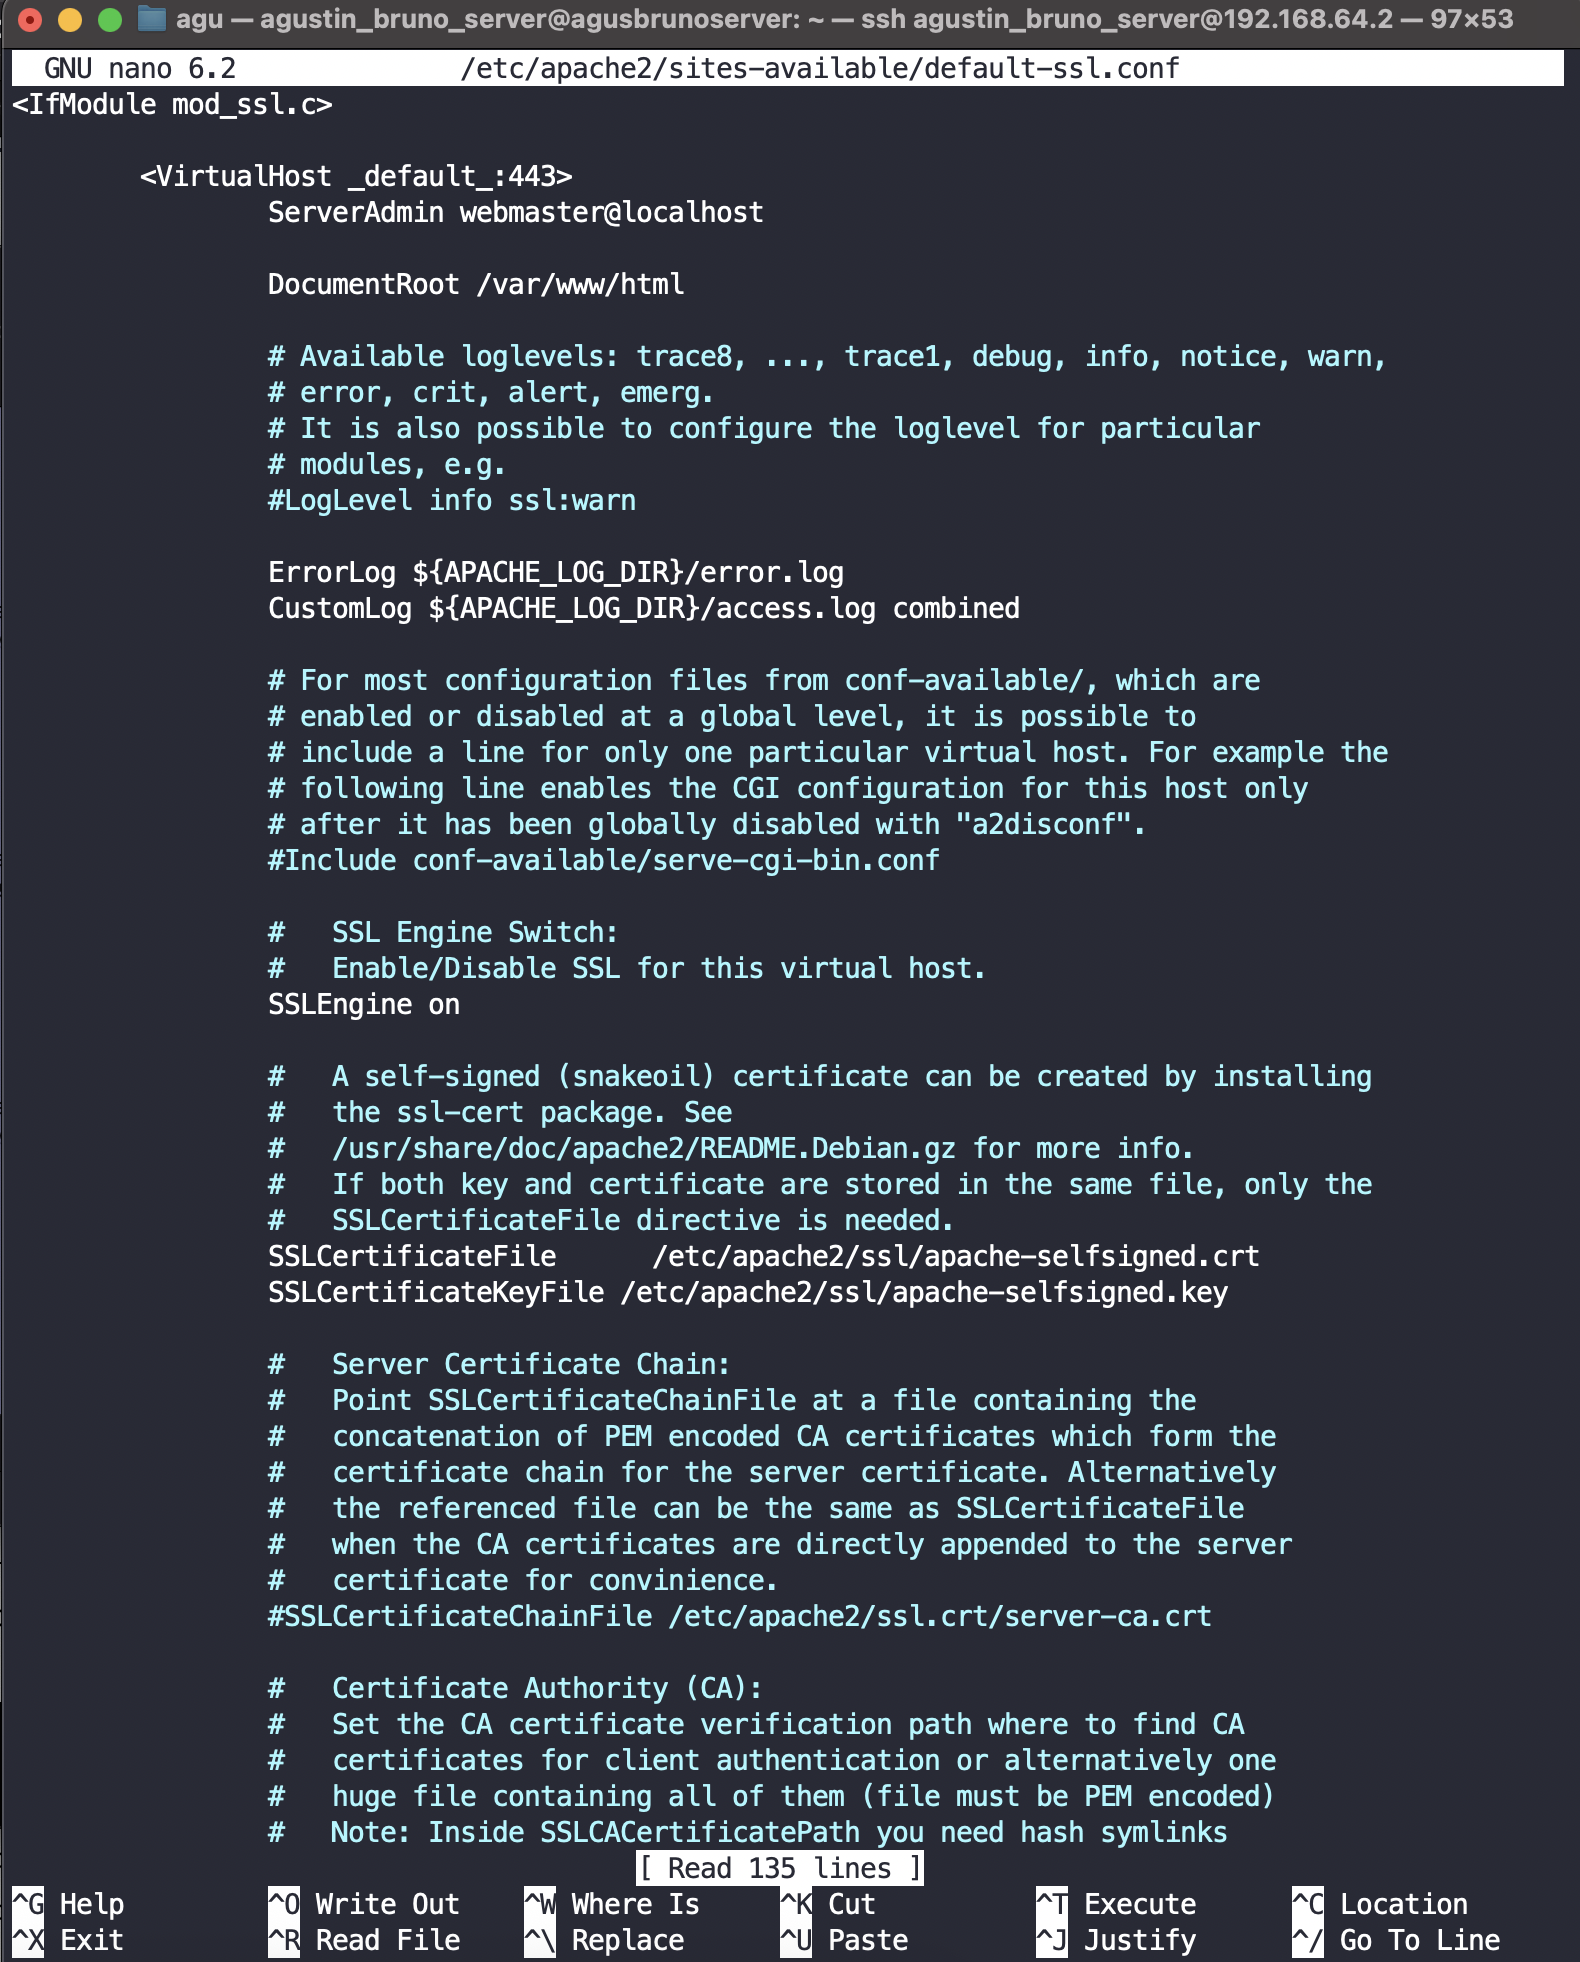 agu — agustin_bruno_server@agusbrunoserver: ~ — ssh agustin_bruno_server@192.168.64.2 — 97×53
GNU nano 6.2 /etc/apache2/sites-available/default-ssl.conf
<IfModule mod_ssl.c>
<VirtualHost _default_:443>
ServerAdmin webmaster@localhost
DocumentRoot /var/www/html
# Available loglevels: trace8, ..., trace1, debug, info, notice, warn,
# error, crit, alert, emerg.
# It is also possible to configure the loglevel for particular
# modules, e.g.
#LogLevel info ssl:warn
ErrorLog ${APACHE_LOG_DIR}/error.log
CustomLog ${APACHE_LOG_DIR}/access.log combined
# For most configuration files from conf-available/, which are
# enabled or disabled at a global level, it is possible to
# include a line for only one particular virtual host. For example the
# following line enables the CGI configuration for this host only
# after it has been globally disabled with "a2disconf".
#Include conf-available/serve-cgi-bin.conf
#   SSL Engine Switch:
#   Enable/Disable SSL for this virtual host.
SSLEngine on
#   A self-signed (snakeoil) certificate can be created by installing
#   the ssl-cert package. See
#   /usr/share/doc/apache2/README.Debian.gz for more info.
#   If both key and certificate are stored in the same file, only the
#   SSLCertificateFile directive is needed.
SSLCertificateFile      /etc/apache2/ssl/apache-selfsigned.crt
SSLCertificateKeyFile /etc/apache2/ssl/apache-selfsigned.key
#   Server Certificate Chain:
#   Point SSLCertificateChainFile at a file containing the
#   concatenation of PEM encoded CA certificates which form the
#   certificate chain for the server certificate. Alternatively
#   the referenced file can be the same as SSLCertificateFile
#   when the CA certificates are directly appended to the server
#   certificate for convinience.
#SSLCertificateChainFile /etc/apache2/ssl.crt/server-ca.crt
#   Certificate Authority (CA):
#   Set the CA certificate verification path where to find CA
#   certificates for client authentication or alternatively one
#   huge file containing all of them (file must be PEM encoded)
#   Note: Inside SSLCACertificatePath you need hash symlinks
[ Read 135 lines ]
^G Help ^O Write Out ^W Where Is ^K Cut ^T Execute ^C Location
^X Exit ^R Read File ^\ Replace ^U Paste ^J Justify ^/ Go To Line